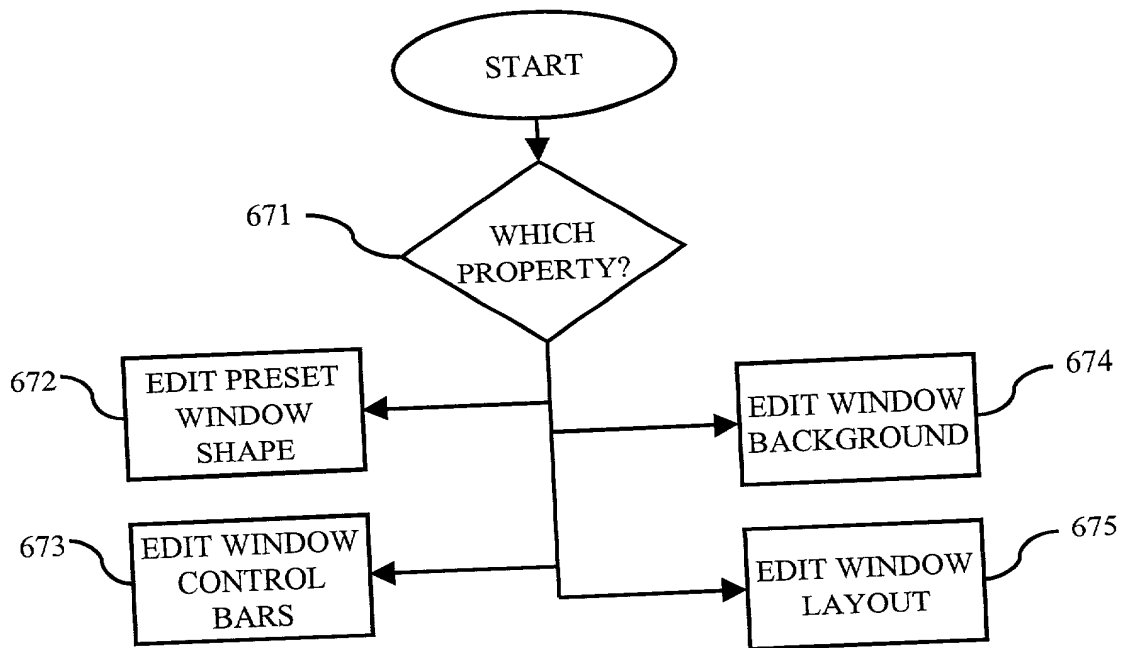 START
671
WHICH
PROPERTY?
672
EDIT PRESET
WINDOW
SHAPE
674
EDIT WINDOW
BACKGROUND
673
EDIT WINDOW
CONTROL
BARS
675
EDIT WINDOW
LAYOUT